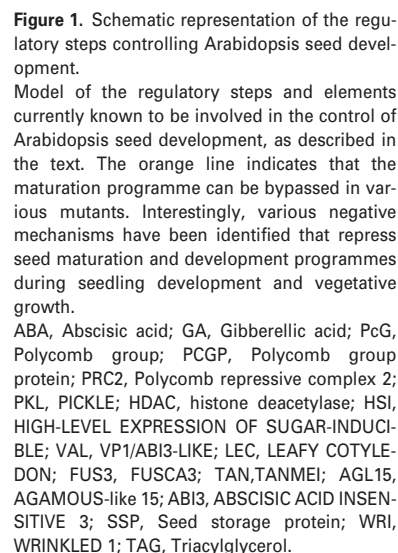 Figure 1. Schematic representation of the regu-
latory steps controlling Arabidopsis seed devel-
opment.
Model of the regulatory steps and elements
currently known to be involved in the control of
Arabidopsis seed development, as described in
the text. The orange line indicates that the
maturation programme can be bypassed in var-
ious mutants. Interestingly, various negative
mechanisms have been identified that repress
seed maturation and development programmes
during seedling development and vegetative
growth.
ABA, Abscisic acid; GA, Gibberellic acid; PcG,
Polycomb group; PCGP, Polycomb group
protein; PRC2, Polycomb repressive complex 2;
PKL, PICKLE; HDAC, histone deacetylase; HSI,
HIGH-LEVEL EXPRESSION OF SUGAR-INDUCI-
BLE; VAL, VP1/ABI3-LIKE; LEC, LEAFY COTYLE-
DON; FUS3, FUSCA3; TAN,TANMEI; AGL15,
AGAMOUS-like 15; ABI3, ABSCISIC ACID INSEN-
SITIVE 3; SSP, Seed storage protein; WRI,
WRINKLED 1; TAG, Triacylglycerol.